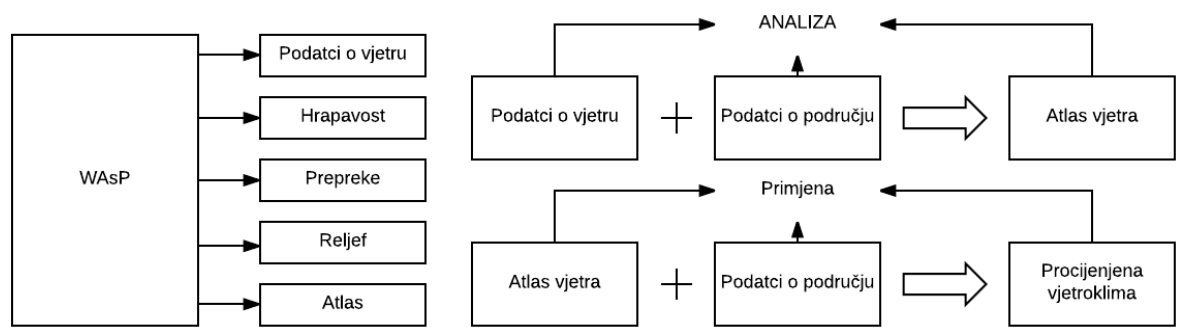 WAsP
Podatci o vjetru
Hrapavost
Prepreke
Reljef
Atlas
ANALIZA
Podatci o vjetru
+
Podatci o području
Atlas vjetra
Primjena
Atlas vjetra
+
Podatci o području
Procijenjena
vjetroklima